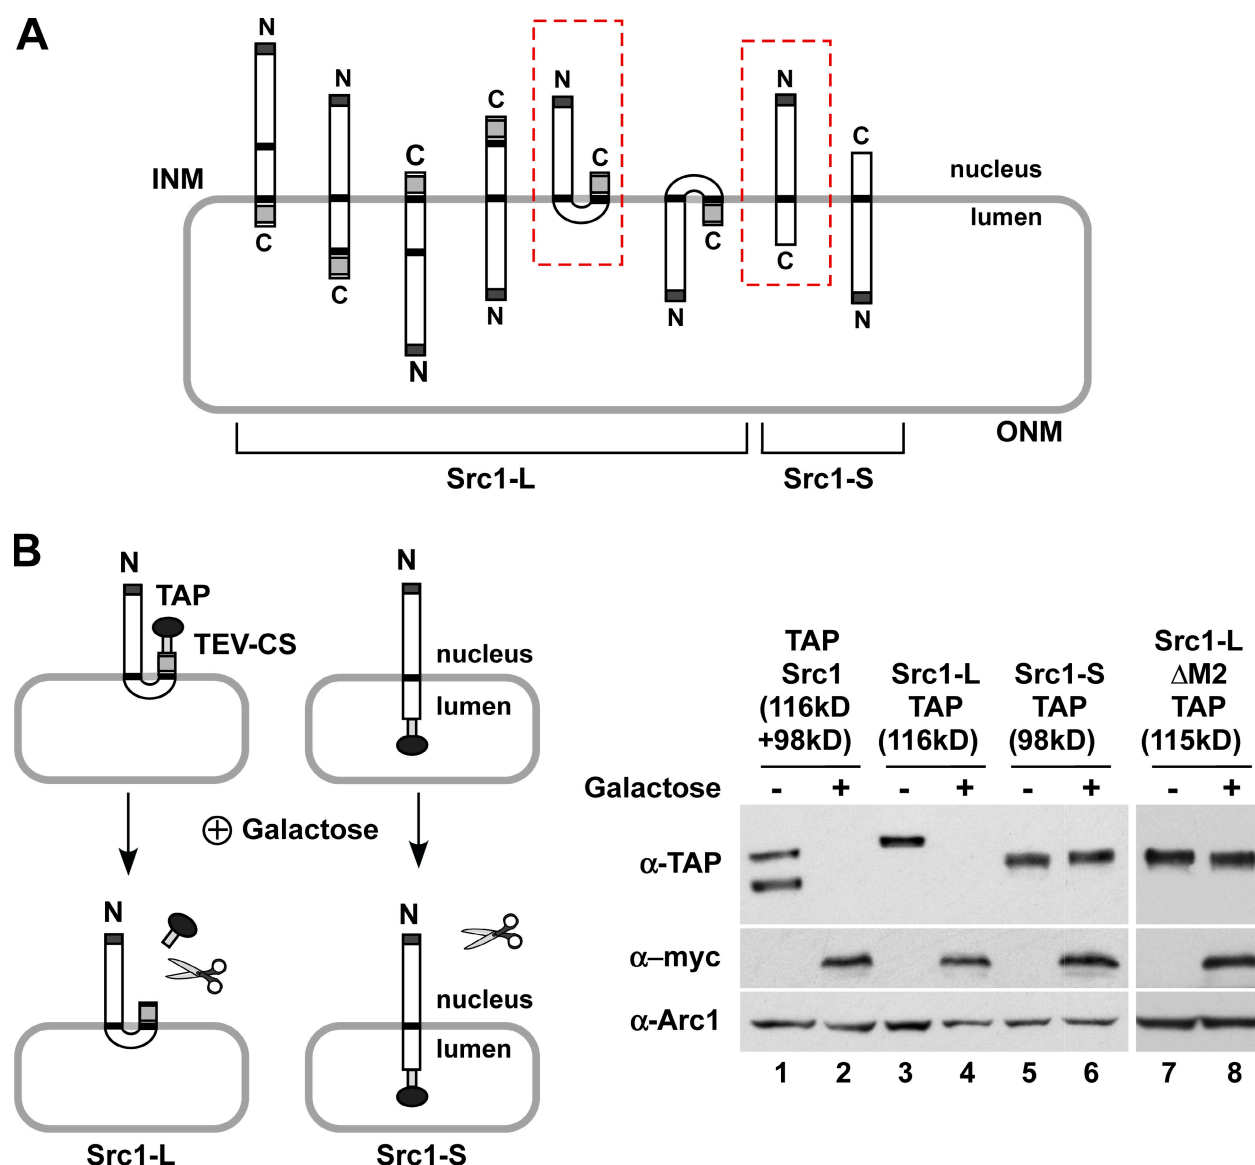 A
N
N
C
C
N
C
N
C
INM
nucleus
lumen
C
C
N
N
C
N
C
N
ONM
Src1-L
Src1-S
B
N
TAP
TEV-CS
N
nucleus
lumen
⊕ Galactose
N
N
nucleus
lumen
Src1-L
Src1-S
TAP
Src1
(116kD
+98kD)
Src1-L
TAP
(116kD)
Src1-S
TAP
(98kD)
Src1-L
ΔM2
TAP
(115kD)
Galactose - + - + - + - +
α-TAP
α–myc
α-Arc1
1 2 3 4 5 6 7 8